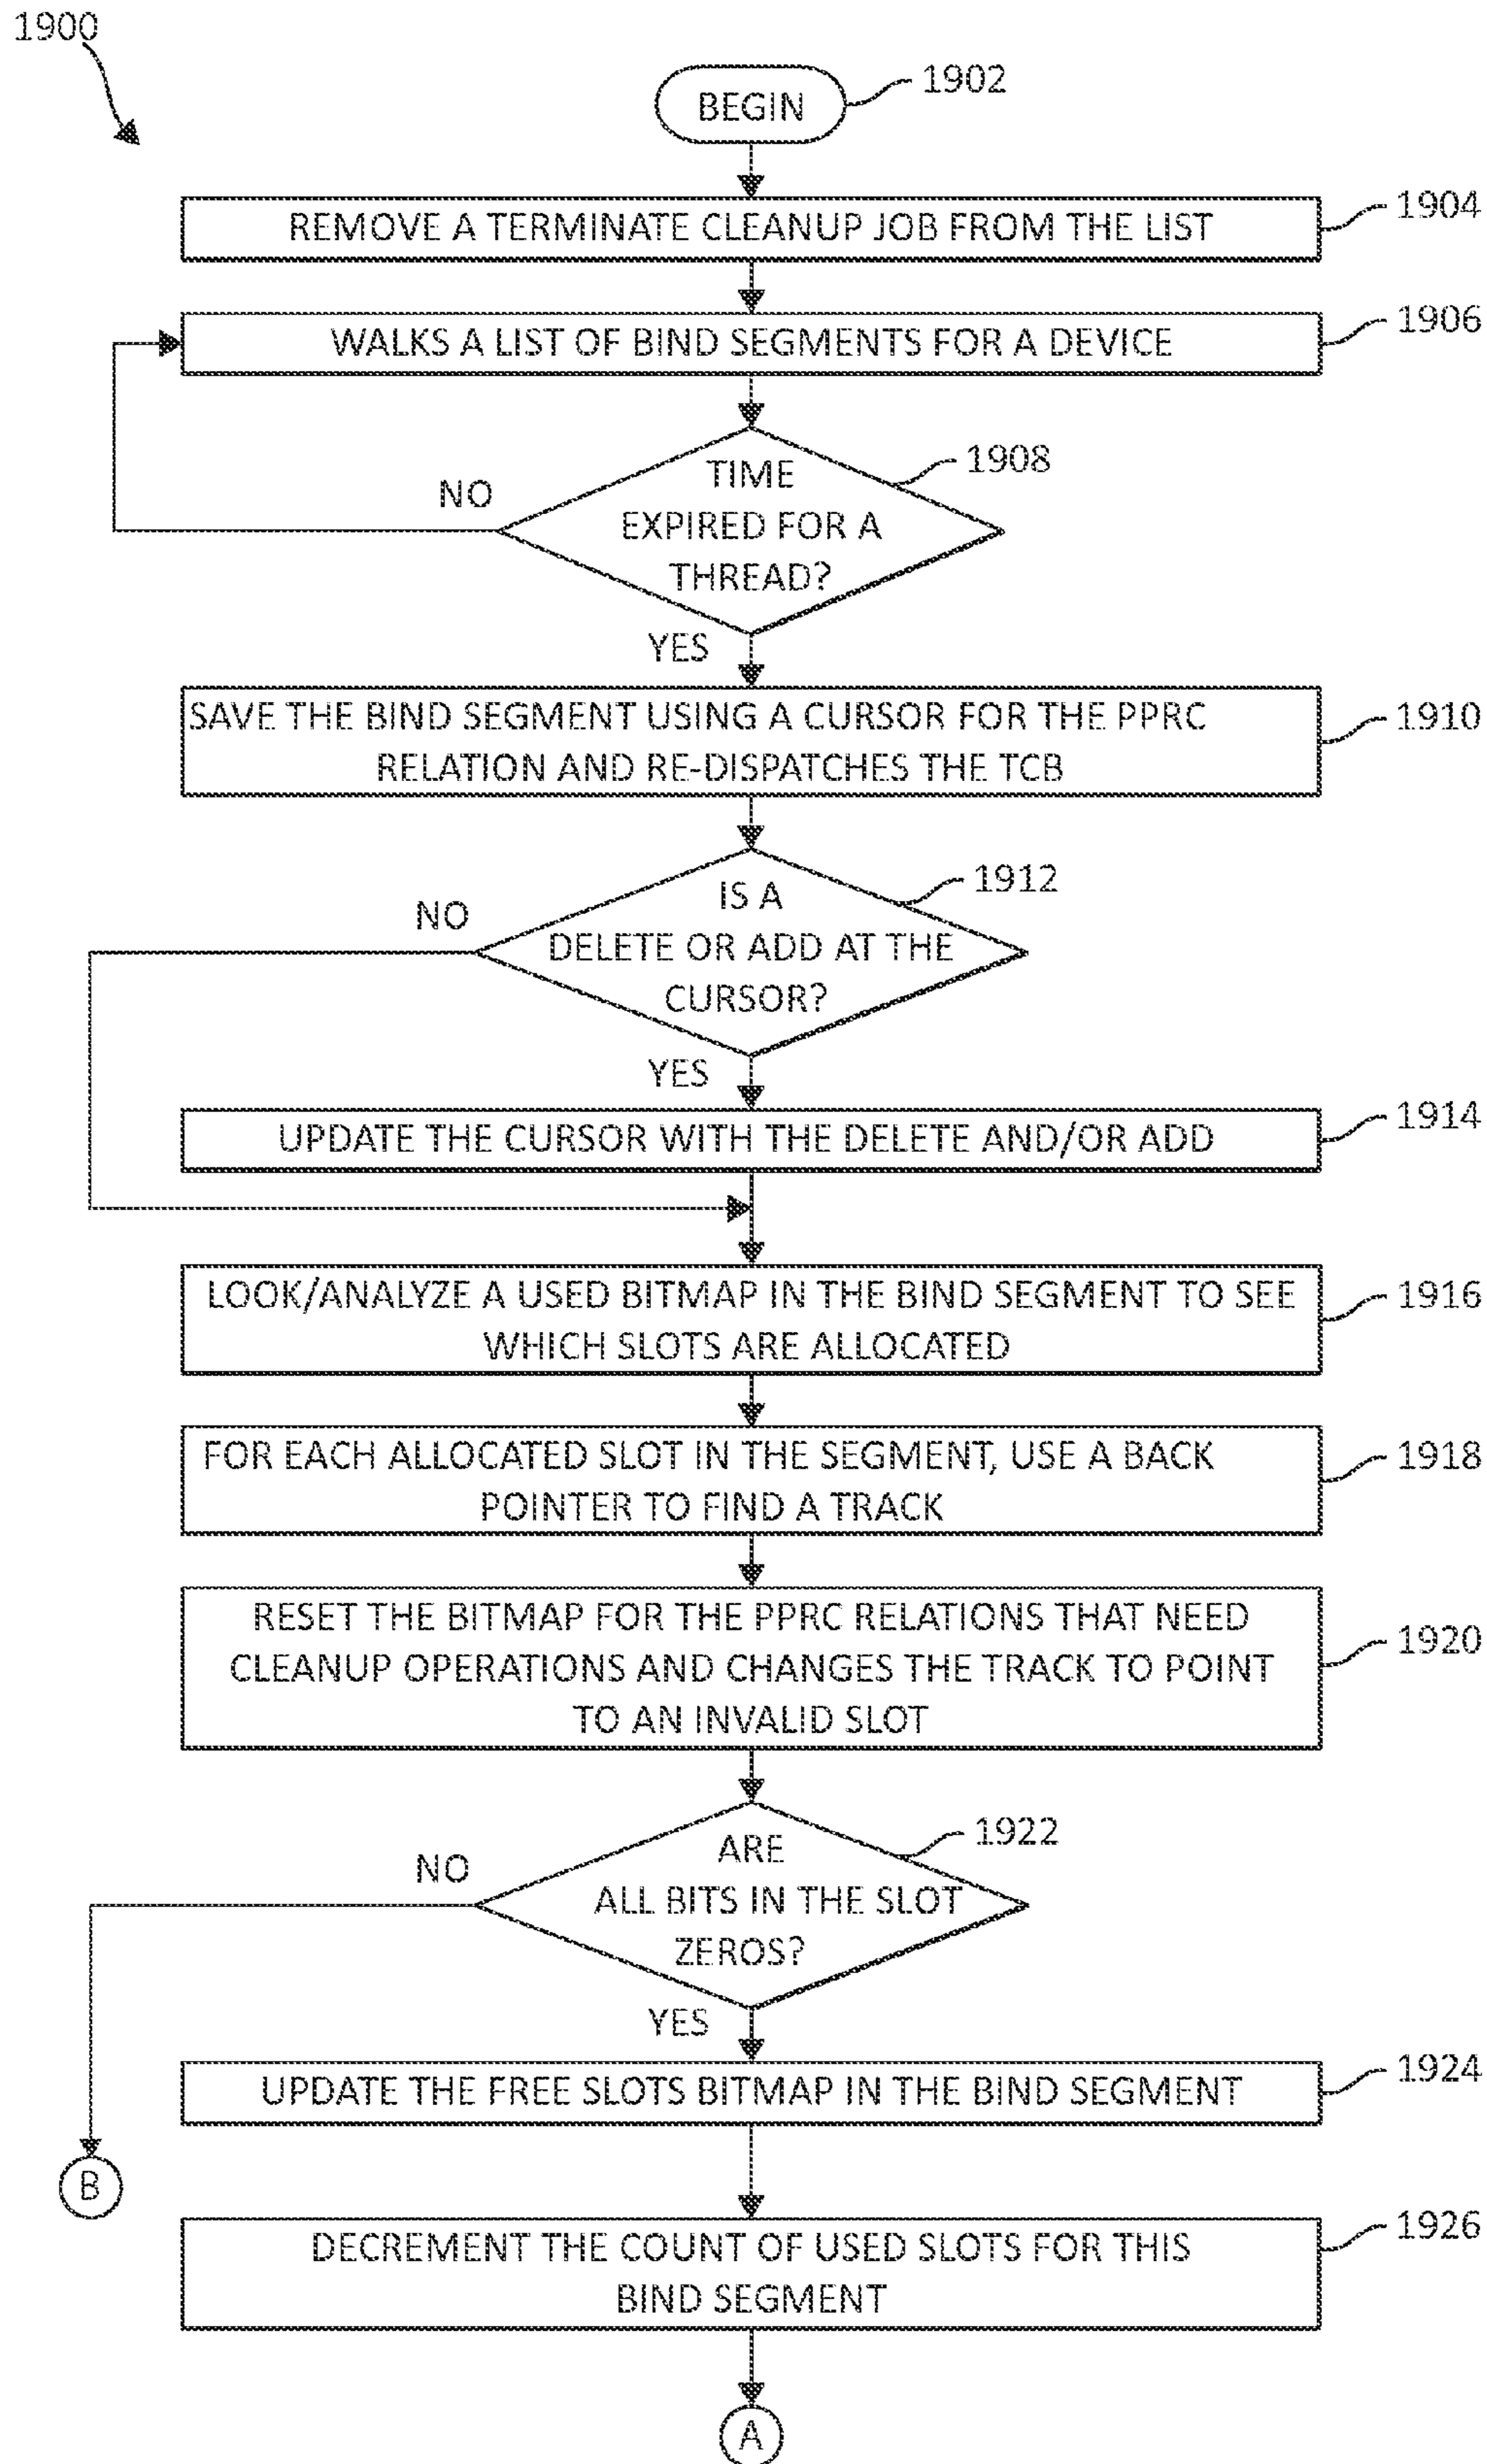 1900
BEGIN
1902
REMOVE A TERMINATE CLEANUP JOB FROM THE LIST
1904
WALKS A LIST OF BIND SEGMENTS FOR A DEVICE
1906
TIME
EXPIRED FOR A
THREAD?
1908
NO
YES
SAVE THE BIND SEGMENT USING A CURSOR FOR THE PPRC
RELATION AND RE-DISPATCHES THE TCB
1910
IS A
DELETE OR ADD AT THE
CURSOR?
1912
NO
YES
UPDATE THE CURSOR WITH THE DELETE AND/OR ADD
1914
LOOK/ANALYZE A USED BITMAP IN THE BIND SEGMENT TO SEE
WHICH SLOTS ARE ALLOCATED
1916
FOR EACH ALLOCATED SLOT IN THE SEGMENT, USE A BACK
POINTER TO FIND A TRACK
1918
RESET THE BITMAP FOR THE PPRC RELATIONS THAT NEED
CLEANUP OPERATIONS AND CHANGES THE TRACK TO POINT
TO AN INVALID SLOT
1920
ARE
ALL BITS IN THE SLOT
ZEROS?
1922
NO
YES
UPDATE THE FREE SLOTS BITMAP IN THE BIND SEGMENT
1924
B
DECREMENT THE COUNT OF USED SLOTS FOR THIS
BIND SEGMENT
1926
A